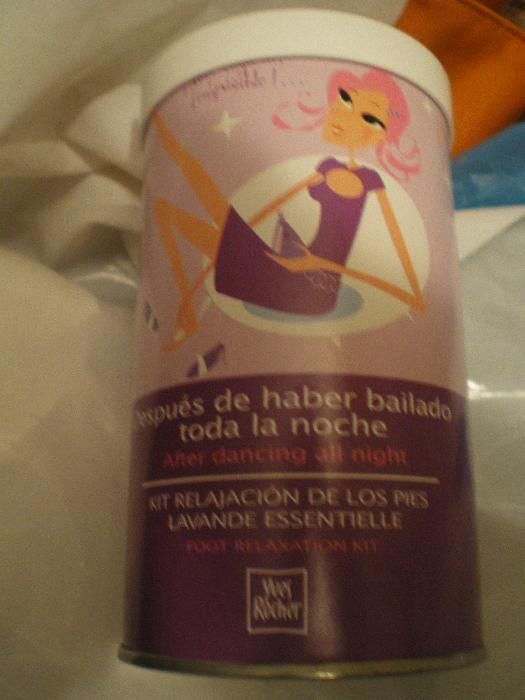 Después de haber bailado
toda la noche
After dancing all night
KIT RELAJACIÓN DE LOS PIES
LAVANDE ESSENTIELLE
FOOT RELAXATION KIT
Yves
Rocher